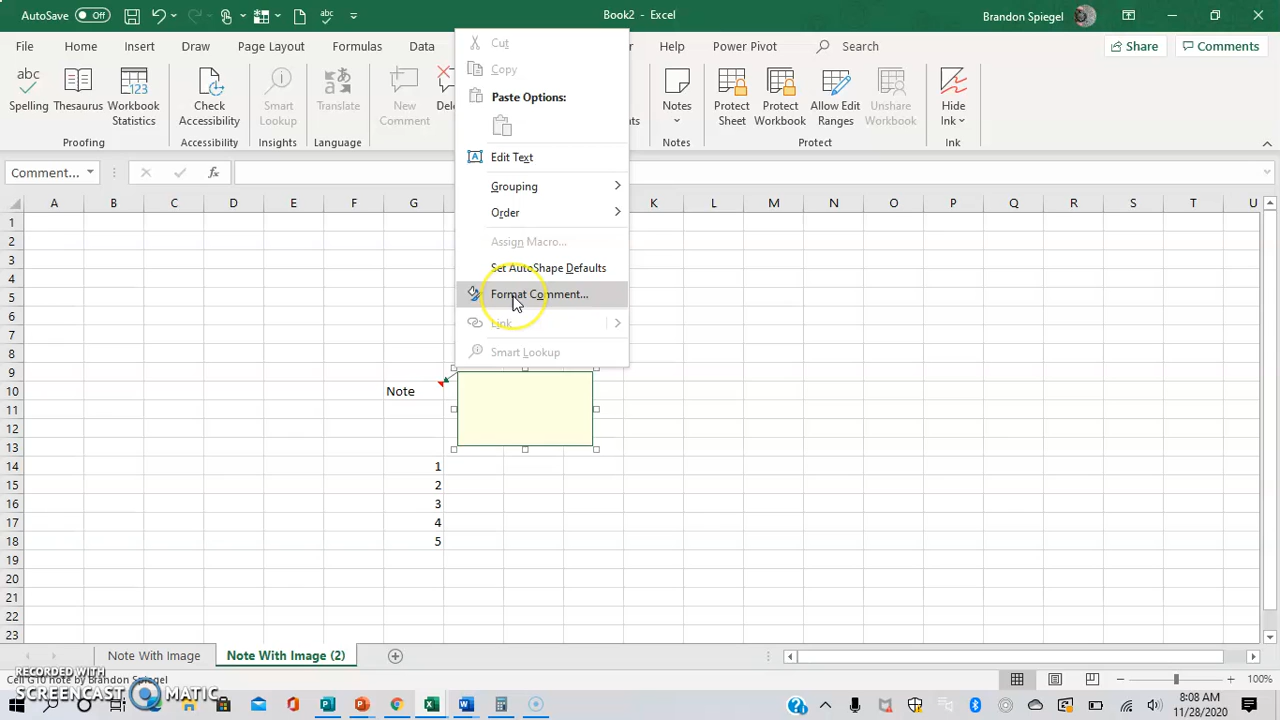 AutoSave Off Book2 - Excel Brandon Spiegel
File Home Insert Draw Page Layout Formulas Data Help Power Pivot Search Share Comments
Spelling Thesaurus Workbook Statistics Check Accessibility Smart Lookup Translate New Comment Notes Protect Sheet Protect Workbook Allow Edit Ranges Unshare Workbook Hide Ink
Proofing Accessibility Insights Language Notes Protect Ink
Comment... fx
Cut
Copy
Paste Options:
Edit Text
Grouping
Order
Assign Macro...
Set AutoShape Defaults
Format Comment...
Link
Smart Lookup
A B C D E F G K L M N O P Q R S T U
1
2
3
4
5
6
7
8
9
10 Note
11
12
13
14 1
15 2
16 3
17 4
18 5
19
20
21
22
23
Note With Image Note With Image (2)
Cell G10 note by Brandon Spiegel 100%
RECORDED WITH
SCREENCAST MATIC
8:08 AM
11/28/2020